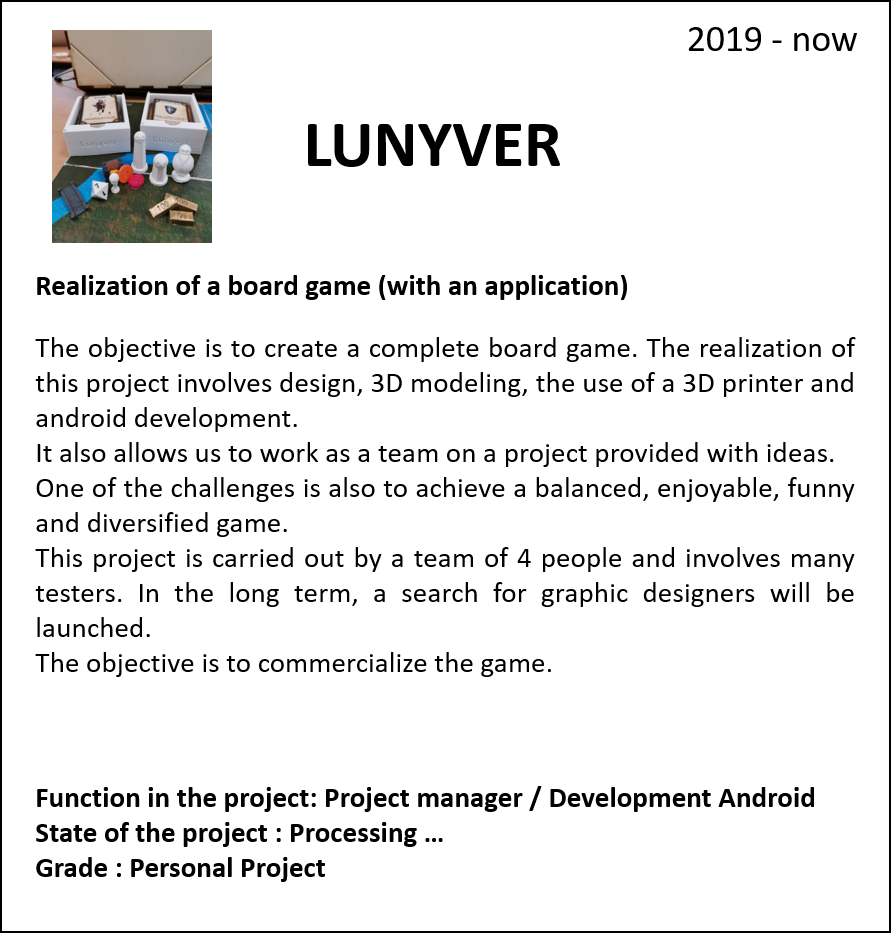 2019 - now
LUNYVER
Realization of a board game (with an application)
The objective is to create a complete board game. The realization of
this project involves design, 3D modeling, the use of a 3D printer and
android development.
It also allows us to work as a team on a project provided with ideas.
One of the challenges is also to achieve a balanced, enjoyable, funny
and diversified game.
This project is carried out by a team of 4 people and involves many
testers. In the long term, a search for graphic designers will be
launched.
The objective is to commercialize the game.
Function in the project: Project manager / Development Android
State of the project : Processing ...
Grade : Personal Project